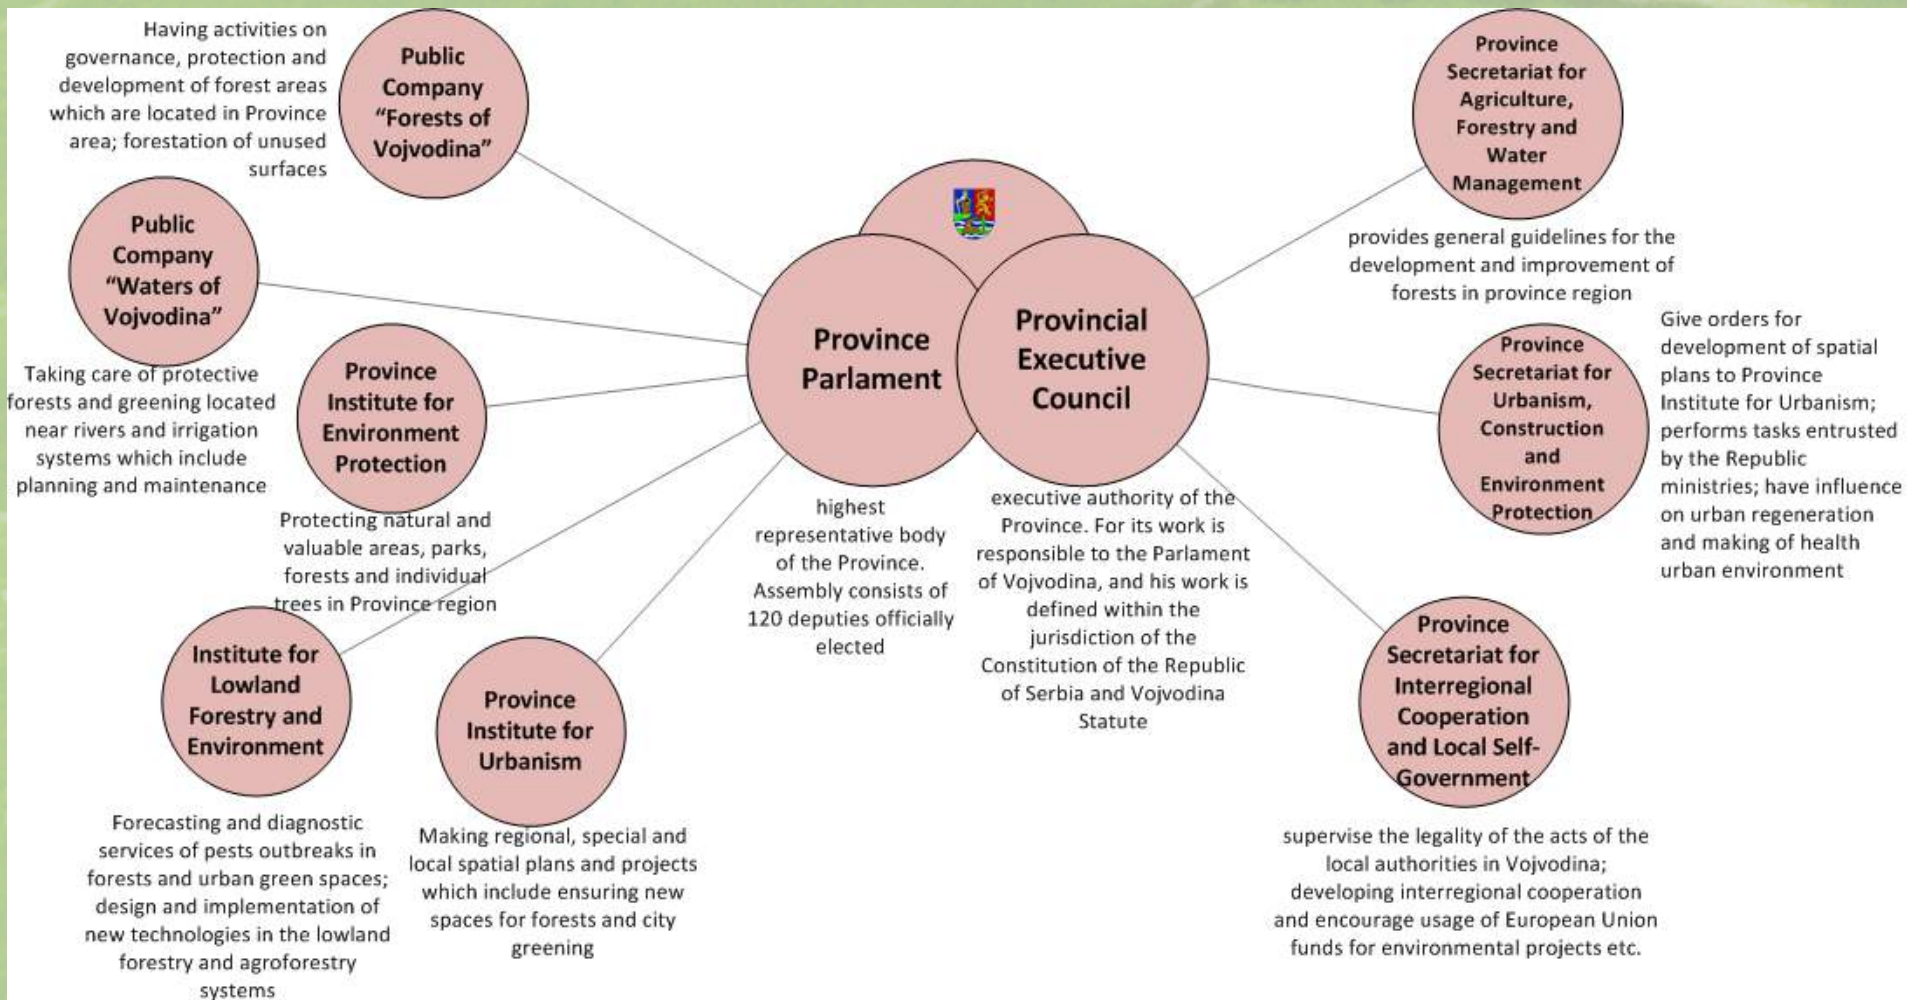 Having activities on
governance, protection and
development of forest areas
which are located in Province
area; forestation of unused
surfaces
Public
Company
“Forests of
Vojvodina”
Public
Company
“Waters of
Vojvodina”
Taking care of protective
forests and greening located
near rivers and irrigation
systems which include
planning and maintenance
Province
Institute for
Environment
Protection
Protecting natural and
valuable areas, parks,
forests and individual
trees in Province region
Institute for
Lowland
Forestry and
Environment
Forecasting and diagnostic
services of pests outbreaks in
forests and urban green spaces;
design and implementation of
new technologies in the lowland
forestry and agroforestry
systems
Province
Institute for
Urbanism
Making regional, special and
local spatial plans and projects
which include ensuring new
spaces for forests and city
greening
Province
Parlament
highest
representative body
of the Province.
Assembly consists of
120 deputies officially
elected
Provincial
Executive
Council
executive authority of the
Province. For its work is
responsible to the Parlament
of Vojvodina, and his work is
defined within the
jurisdiction of the
Constitution of the Republic
of Serbia and Vojvodina
Statute
Province
Secretariat for
Agriculture,
Forestry and
Water
Management
provides general guidelines for the
development and improvement of
forests in province region
Province
Secretariat for
Urbanism,
Construction
and
Environment
Protection
Give orders for
development of spatial
plans to Province
Institute for Urbanism;
performs tasks entrusted
by the Republic
ministries; have influence
on urban regeneration
and making of health
urban environment
Province
Secretariat for
Interregional
Cooperation
and Local Self-
Government
supervise the legality of the acts of the
local authorities in Vojvodina;
developing interregional cooperation
and encourage usage of European Union
funds for environmental projects etc.